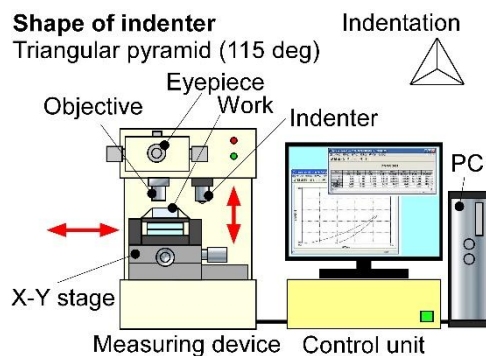 Shape of indenter
Triangular pyramid (115 deg)
Indentation
Eyepiece
Objective
Work
Indenter
PC
X-Y stage
Measuring device
Control unit